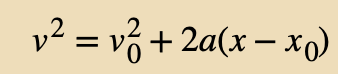 v² = v₀² + 2a(x − x₀)